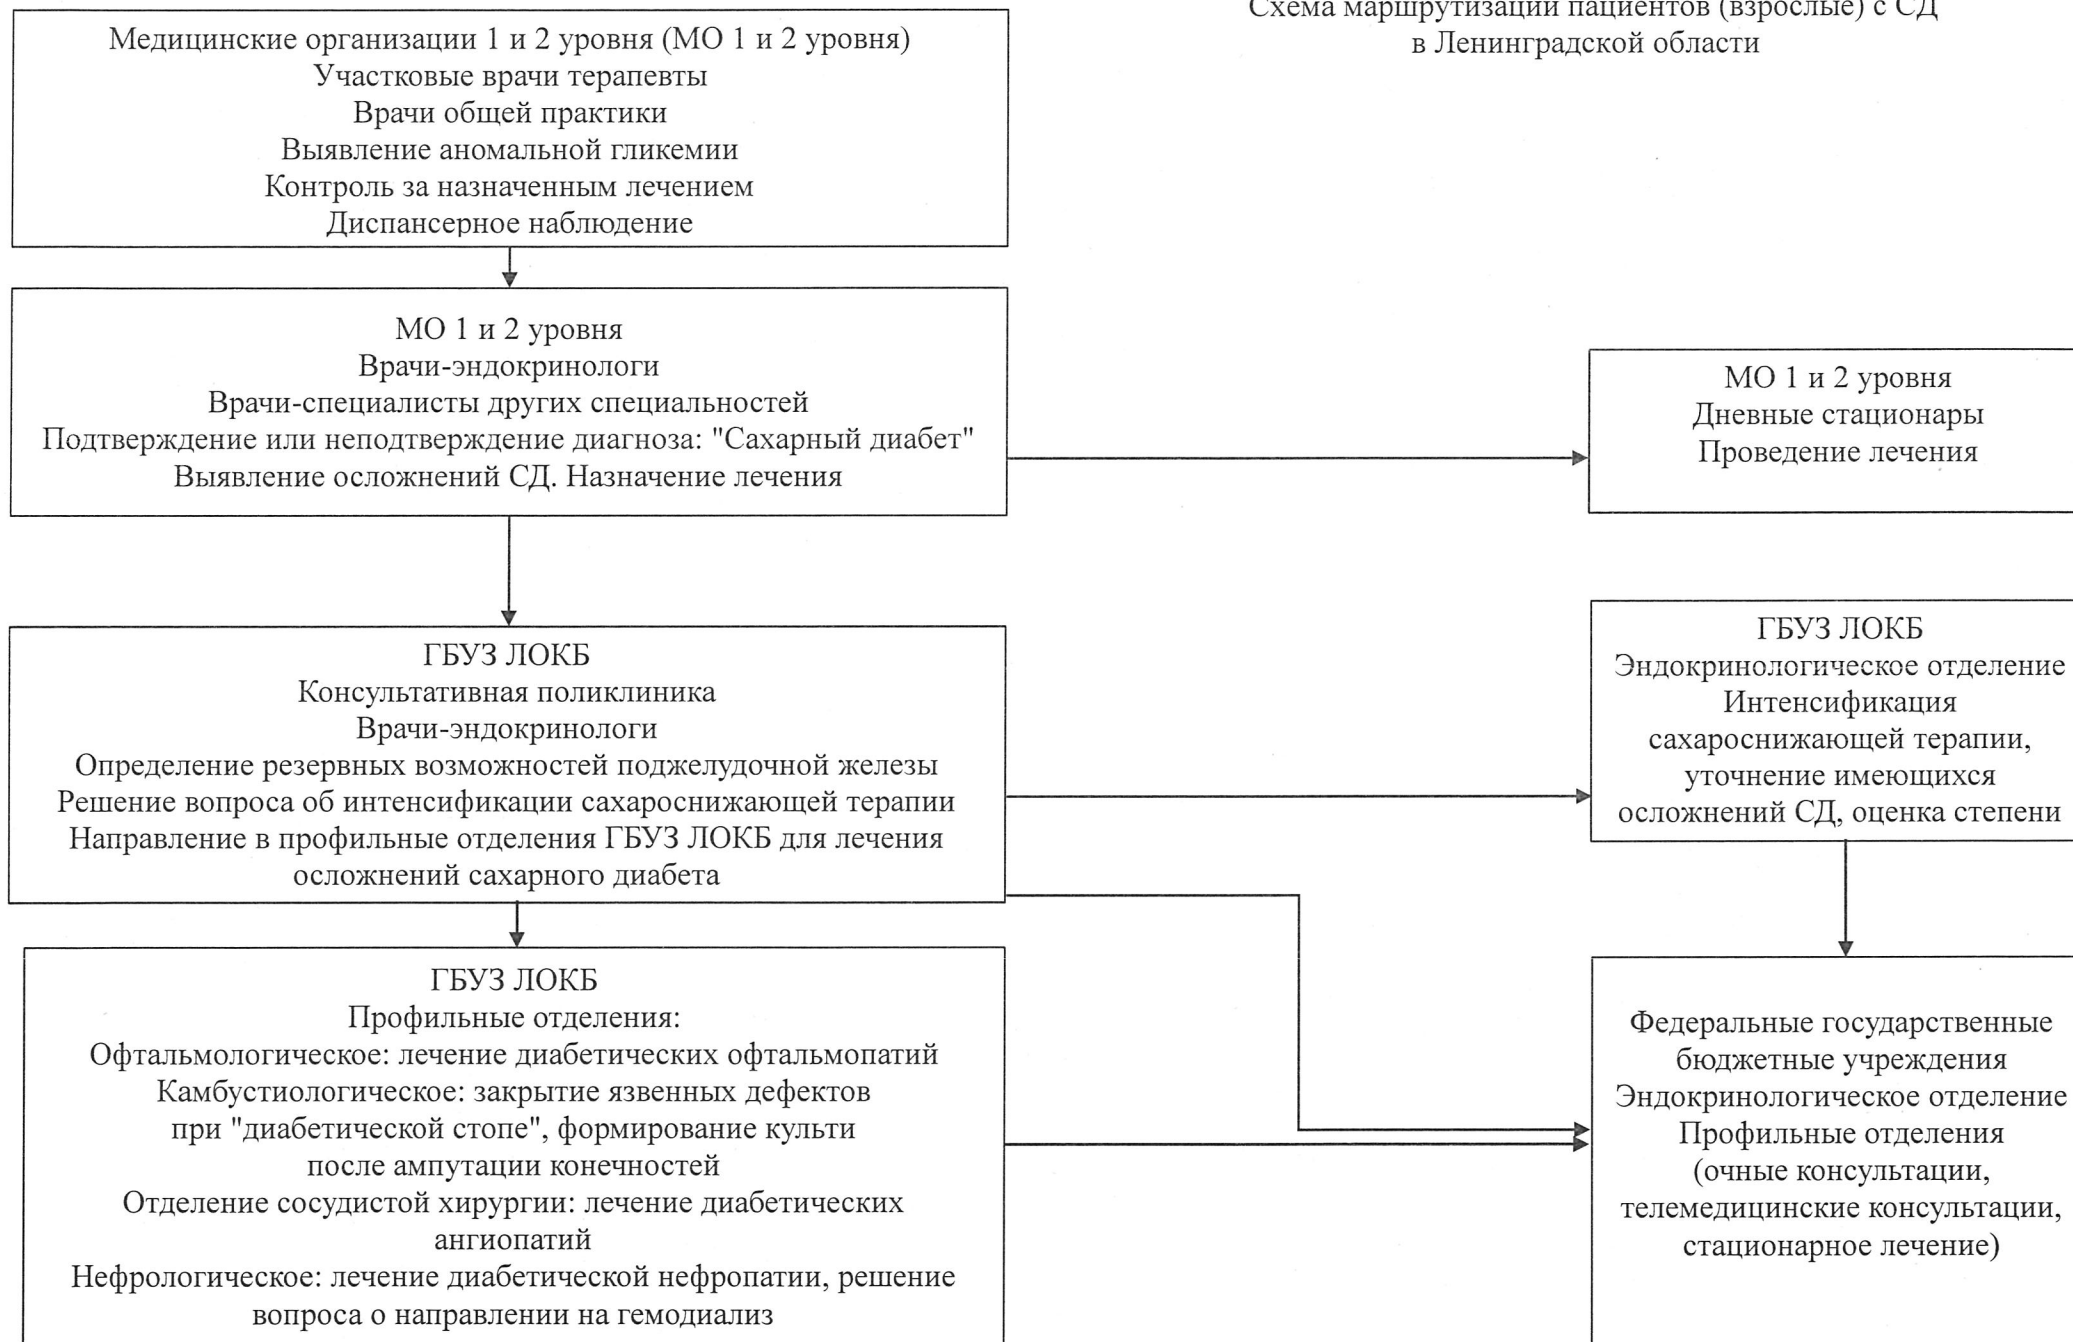 Схема маршрутизации пациентов (взрослые) с СД
в Ленинградской области
Медицинские организации 1 и 2 уровня (МО 1 и 2 уровня)
Участковые врачи терапевты
Врачи общей практики
Выявление аномальной гликемии
Контроль за назначенным лечением
Диспансерное наблюдение
МО 1 и 2 уровня
Врачи-эндокринологи
Врачи-специалисты других специальностей
Подтверждение или неподтверждение диагноза: "Сахарный диабет"
Выявление осложнений СД. Назначение лечения
МО 1 и 2 уровня
Дневные стационары
Проведение лечения
ГБУЗ ЛОКБ
Консультативная поликлиника
Врачи-эндокринологи
Определение резервных возможностей поджелудочной железы
Решение вопроса об интенсификации сахароснижающей терапии
Направление в профильные отделения ГБУЗ ЛОКБ для лечения
осложнений сахарного диабета
ГБУЗ ЛОКБ
Эндокринологическое отделение
Интенсификация
сахароснижающей терапии,
уточнение имеющихся
осложнений СД, оценка степени
ГБУЗ ЛОКБ
Профильные отделения:
Офтальмологическое: лечение диабетических офтальмопатий
Камбустиологическое: закрытие язвенных дефектов
при "диабетической стопе", формирование культи
после ампутации конечностей
Отделение сосудистой хирургии: лечение диабетических
ангиопатий
Нефрологическое: лечение диабетической нефропатии, решение
вопроса о направлении на гемодиализ
Федеральные государственные
бюджетные учреждения
Эндокринологическое отделение
Профильные отделения
(очные консультации,
телемедицинские консультации,
стационарное лечение)